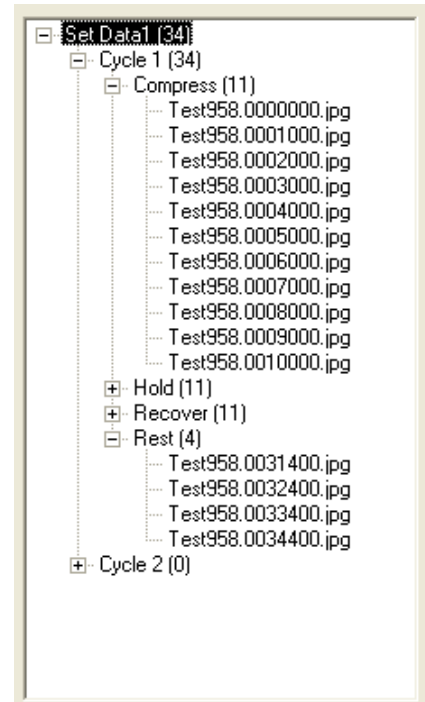 Set Data1 (34)
Cycle 1 (34)
Compress (11)
Test958.0000000.jpg
Test958.0001000.jpg
Test958.0002000.jpg
Test958.0003000.jpg
Test958.0004000.jpg
Test958.0005000.jpg
Test958.0006000.jpg
Test958.0007000.jpg
Test958.0008000.jpg
Test958.0009000.jpg
Test958.0010000.jpg
Hold (11)
Recover (11)
Rest (4)
Test958.0031400.jpg
Test958.0032400.jpg
Test958.0033400.jpg
Test958.0034400.jpg
Cycle 2 (0)